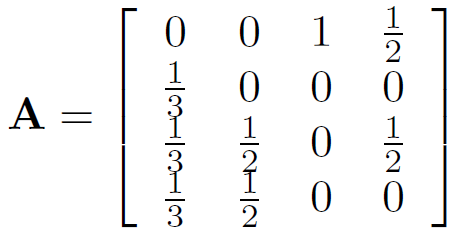 A = [ 0 0 1 1/2
1/3 0 0 0
1/3 1/2 0 1/2
1/3 1/2 0 0 ]